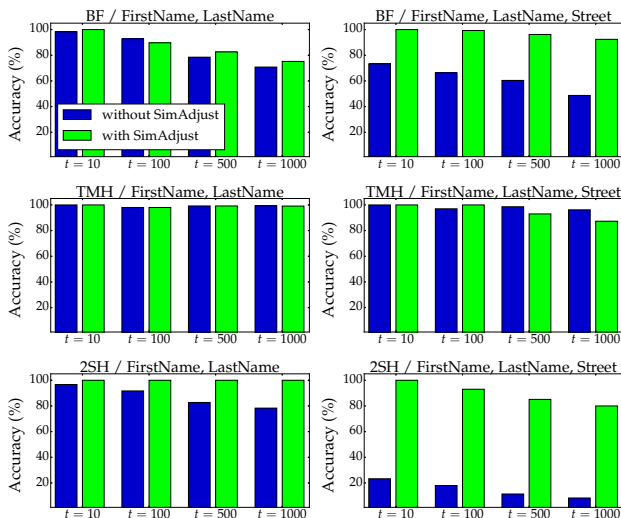 BF / FirstName, LastName
BF / FirstName, LastName, Street
Accuracy (%)
100
80
60
40
20
without SimAdjust
with SimAdjust
t = 10
t = 100
t = 500
t = 1000
Accuracy (%)
100
80
60
40
20
t = 10
t = 100
t = 500
t = 1000
TMH / FirstName, LastName
TMH / FirstName, LastName, Street
Accuracy (%)
100
80
60
40
20
t = 10
t = 100
t = 500
t = 1000
Accuracy (%)
100
80
60
40
20
t = 10
t = 100
t = 500
t = 1000
2SH / FirstName, LastName
2SH / FirstName, LastName, Street
Accuracy (%)
100
80
60
40
20
t = 10
t = 100
t = 500
t = 1000
Accuracy (%)
100
80
60
40
20
t = 10
t = 100
t = 500
t = 1000